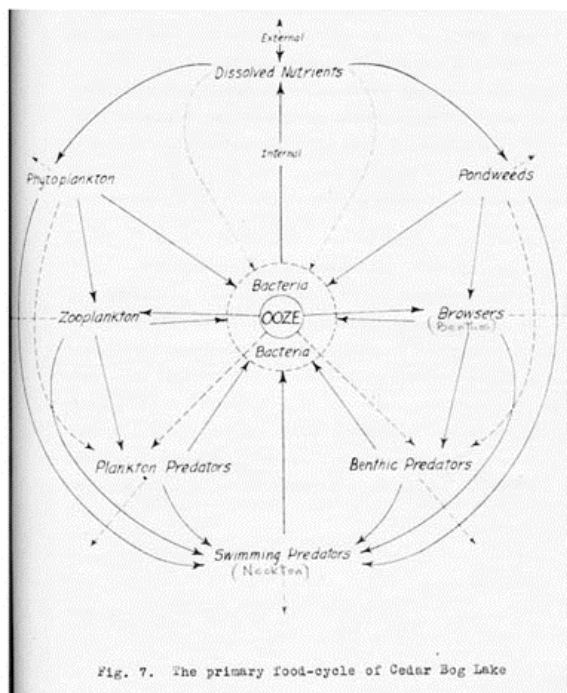 External
Dissolved Nutrients
Internal
Phytoplankton
Pondweeds
Bacteria
Zooplankton
OOZE
Browsers
(Benthos)
Bacteria
Plankton Predators
Benthic Predators
Swimming Predators
(Neckton)
Fig. 7. The primary food-cycle of Cedar Bog Lake